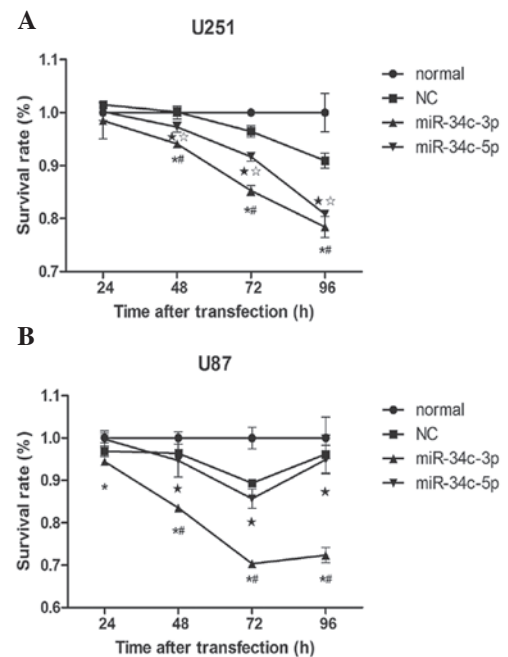 A
U251
1.1
1.0
0.9
0.8
0.7
Survival rate (%)
24 48 72 96
Time after transfection (h)
normal
NC
miR-34c-3p
miR-34c-5p
★☆
*#
★☆
*#
★☆
*#
B
U87
1.1
1.0
0.9
0.8
0.7
0.6
Survival rate (%)
24 48 72 96
Time after transfection (h)
normal
NC
miR-34c-3p
miR-34c-5p
*
★
*#
★
*#
★
*#